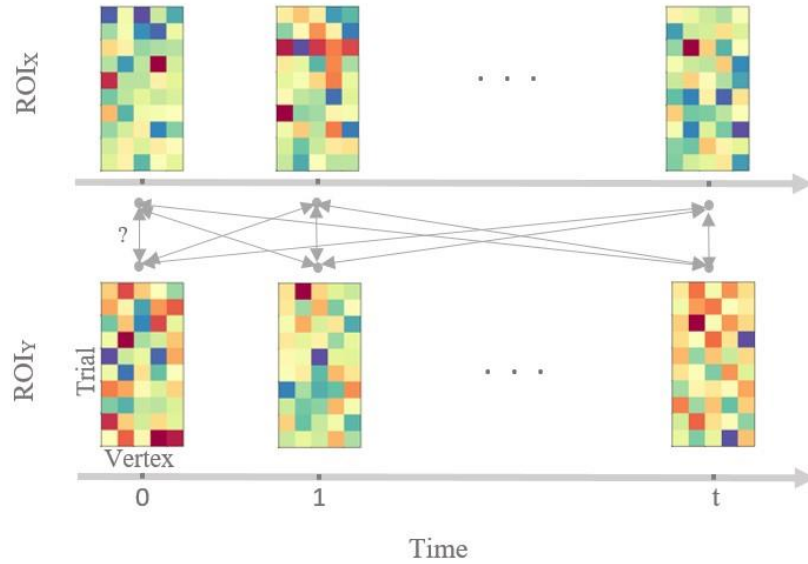 ROIX
. . .
?
ROIY
Trial
. . .
Vertex
0 1 t
Time